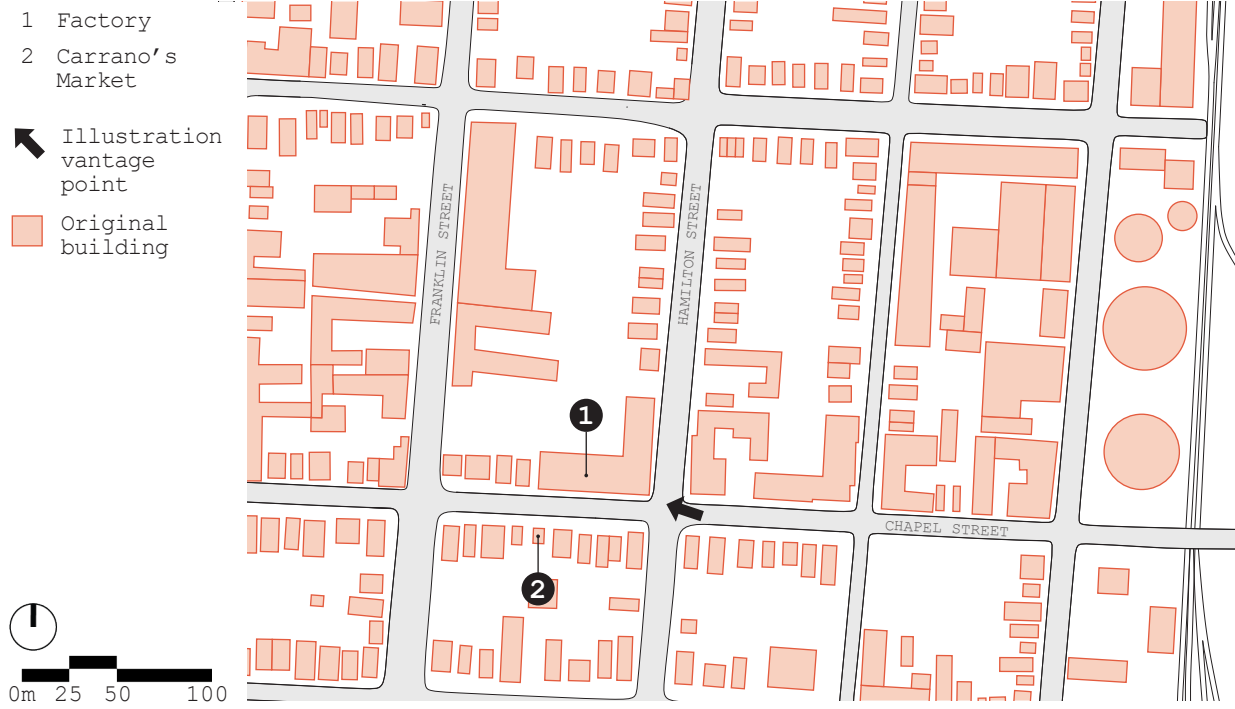 1 Factory
2 Carrano's
Market
Illustration
vantage
point
Original
building
FRANKLIN STREET
HAMILTON STREET
1
CHAPEL STREET
2
0m 25 50 100